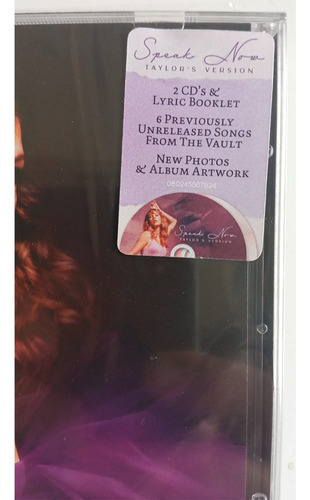 Speak Now
TAYLOR'S VERSION
2 CD'S &
LYRIC BOOKLET
6 PREVIOUSLY
UNRELEASED SONGS
FROM THE VAULT
NEW PHOTOS
& ALBUM ARTWORK
Speak Now
TAYLOR'S VERSION